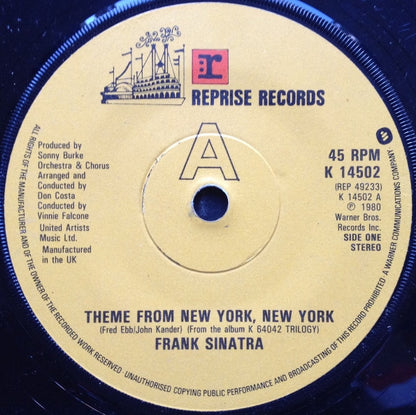 r
REPRISE RECORDS
A
Produced by
Sonny Burke
Orchestra & Chorus
Arranged and
Conducted by
Don Costa
Conducted by
Vinnie Falcone
United Artists
Music Ltd.
Manufactured
in the UK
W
45 RPM
K 14502
(REP 49233)
K 14502 A
℗ 1980
Warner Bros.
Records Inc.
SIDE ONE
STEREO
THEME FROM NEW YORK, NEW YORK
(Fred Ebb/John Kander) (From the album K 64042 TRILOGY)
FRANK SINATRA
ALL RIGHTS OF THE MANUFACTURER AND OF THE OWNER OF THE RECORDED WORK RESERVED · UNAUTHORISED COPYING PUBLIC PERFORMANCE AND BROADCASTING OF THIS RECORD PROHIBITED · A WARNER COMMUNICATIONS COMPANY